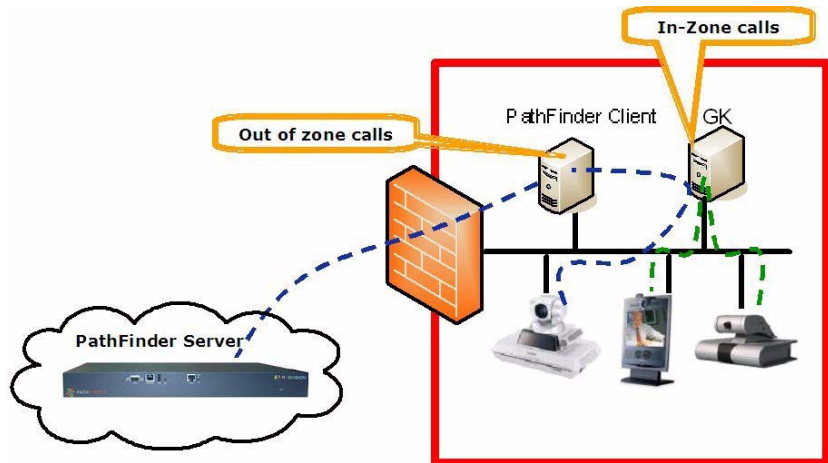 In-Zone calls
PathFinder Client
GK
Out of zone calls
PathFinder Server